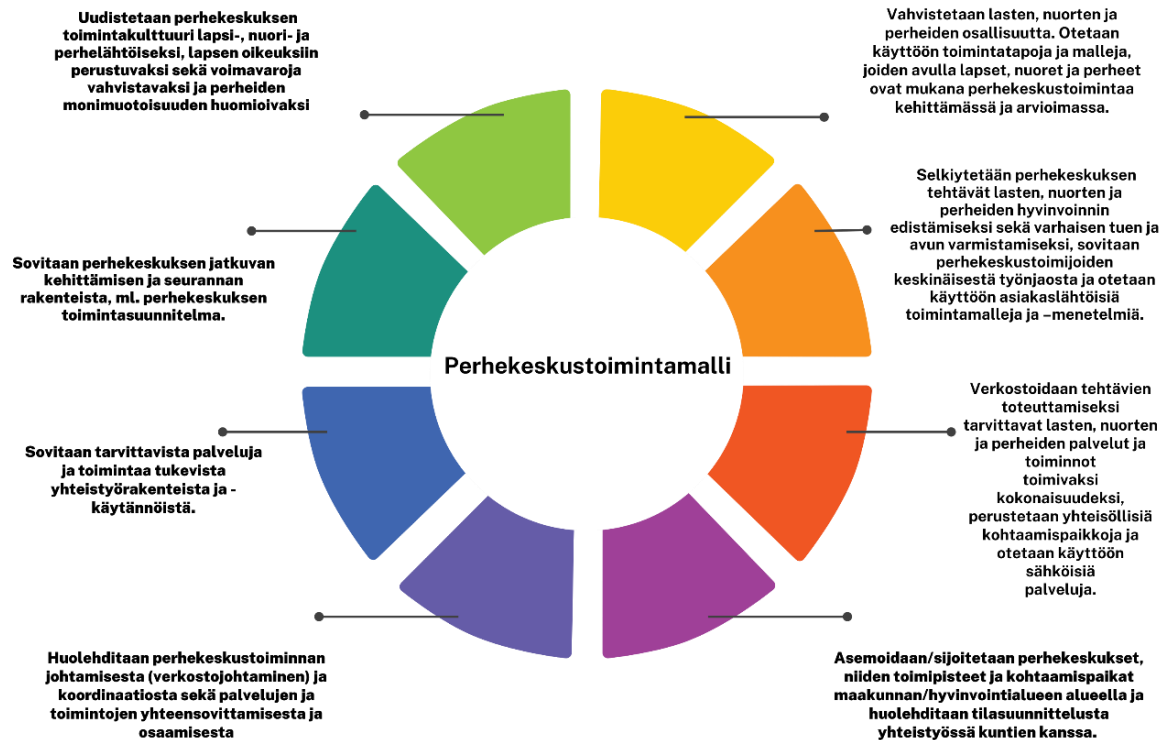 Uudistetaan perhekeskuksen
toimintakulttuuri lapsi-, nuori- ja
perhelähtöiseksi, lapsen oikeuksiin
perustuvaksi sekä voimavaroja
vahvistavaksi ja perheiden
monimuotoisuuden huomioivaksi
Vahvistetaan lasten, nuorten ja
perheiden osallisuutta. Otetaan
käyttöön toimintatapoja ja malleja,
joiden avulla lapset, nuoret ja perheet
ovat mukana perhekeskustoimintaa
kehittämässä ja arvioimassa.
Selkiytetään perhekeskuksen
tehtävät lasten, nuorten ja
perheiden hyvinvoinnin
edistämiseksi sekä varhaisen tuen ja
avun varmistamiseksi, sovitaan
perhekeskustoimijoiden
keskinäisestä työnjaosta ja otetaan
käyttöön asiakaslähtöisiä
toimintamalleja ja –menetelmiä.
Sovitaan perhekeskuksen jatkuvan
kehittämisen ja seurannan
rakenteista, ml. perhekeskuksen
toimintasuunnitelma.
Perhekeskustoimintamalli
Verkostoidaan tehtävien
toteuttamiseksi
tarvittavat lasten, nuorten
ja perheiden palvelut ja
toiminnot
toimivaksi
kokonaisuudeksi,
perustetaan yhteisöllisiä
kohtaamispaikkoja ja
otetaan käyttöön
sähköisiä
palveluja.
Sovitaan tarvittavista palveluja
ja toimintaa tukevista
yhteistyörakenteista ja -
käytännöistä.
Huolehditaan perhekeskustoiminnan
johtamisesta (verkostojohtaminen) ja
koordinaatiosta sekä palvelujen ja
toimintojen yhteensovittamisesta ja
osaamisesta
Asemoidaan/sijoitetaan perhekeskukset,
niiden toimipisteet ja kohtaamispaikat
maakunnan/hyvinvointialueen alueella ja
huolehditaan tilasuunnittelusta
yhteistyössä kuntien kanssa.